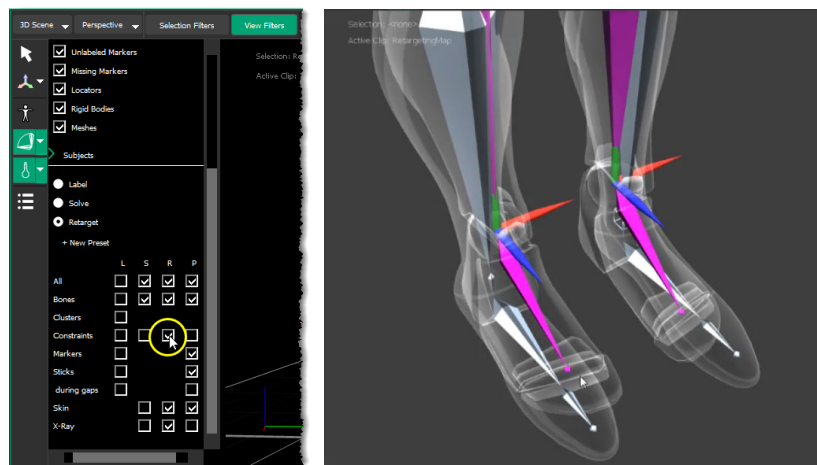 3D Scene Perspective Selection Filters View Filters
Unlabeled Markers
Missing Markers
Locators
Rigid Bodies
Meshes
Subjects
Label
Solve
Retarget
+ New Preset
L S R P
All
Bones
Clusters
Constraints
Markers
Sticks
during gaps
Skin
X-Ray
Selection: Re
Active Clip:
Selection: <none>
Active Clip: RetargetingMap